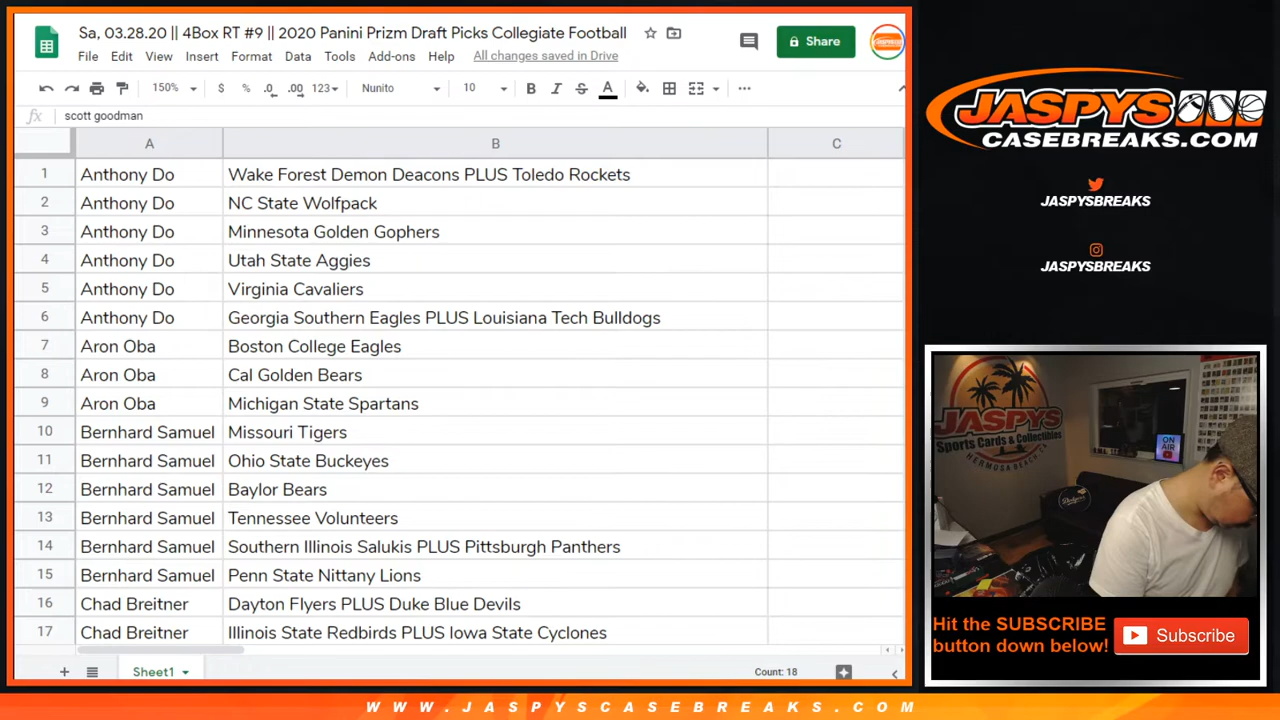 Sa, 03.28.20 || 4Box RT #9 || 2020 Panini Prizm Draft Picks Collegiate Football
File Edit View Insert Format Data Tools Add-ons Help All changes saved in Drive
Share
150% $ % .0 .00 123 Nunito 10 B I S A
fx scott goodman
A B C
1 Anthony Do Wake Forest Demon Deacons PLUS Toledo Rockets
2 Anthony Do NC State Wolfpack
3 Anthony Do Minnesota Golden Gophers
4 Anthony Do Utah State Aggies
5 Anthony Do Virginia Cavaliers
6 Anthony Do Georgia Southern Eagles PLUS Louisiana Tech Bulldogs
7 Aron Oba Boston College Eagles
8 Aron Oba Cal Golden Bears
9 Aron Oba Michigan State Spartans
10 Bernhard Samuel Missouri Tigers
11 Bernhard Samuel Ohio State Buckeyes
12 Bernhard Samuel Baylor Bears
13 Bernhard Samuel Tennessee Volunteers
14 Bernhard Samuel Southern Illinois Salukis PLUS Pittsburgh Panthers
15 Bernhard Samuel Penn State Nittany Lions
16 Chad Breitner Dayton Flyers PLUS Duke Blue Devils
17 Chad Breitner Illinois State Redbirds PLUS Iowa State Cyclones
Sheet1 Count: 18
JASPYS
CASEBREAKS.COM
JASPYSBREAKS
JASPYSBREAKS
JASPYS
Sports Cards & Collectibles
HERMOSA BEACH, CA
ON AIR
Dodgers
Hit the SUBSCRIBE
button down below!
Subscribe
WWW.JASPYSCASEBREAKS.COM